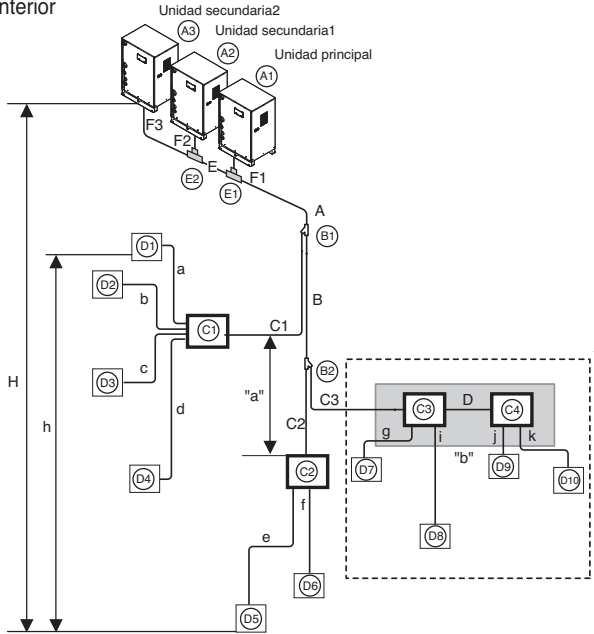 nterior
Unidad secundaria2
A3
Unidad secundaria1
A2
Unidad principal
A1
F3
F2
E
F1
E2
E1
A
B1
D1
a
D2
b
B
C1
C1
H
c
"a"
B2
D3
d
C3
C3
D
C4
h
C2
g
i
j
k
"b"
D7
D9
D4
C2
D10
f
e
D8
D6
D5